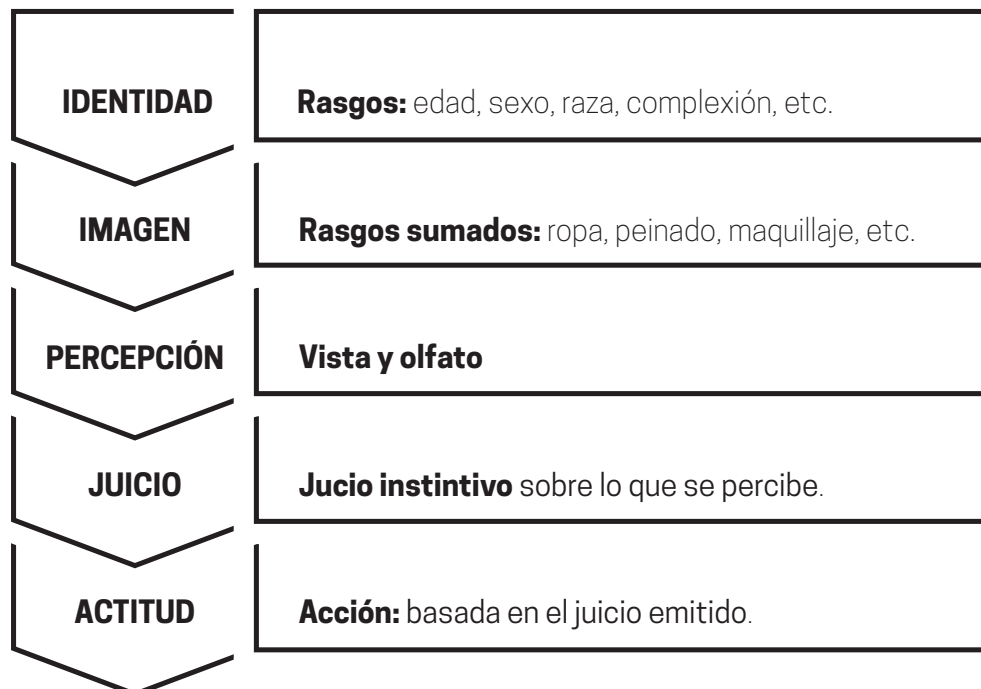 IDENTIDAD
Rasgos: edad, sexo, raza, complexión, etc.
IMAGEN
Rasgos sumados: ropa, peinado, maquillaje, etc.
PERCEPCIÓN
Vista y olfato
JUICIO
Jucio instintivo sobre lo que se percibe.
ACTITUD
Acción: basada en el juicio emitido.